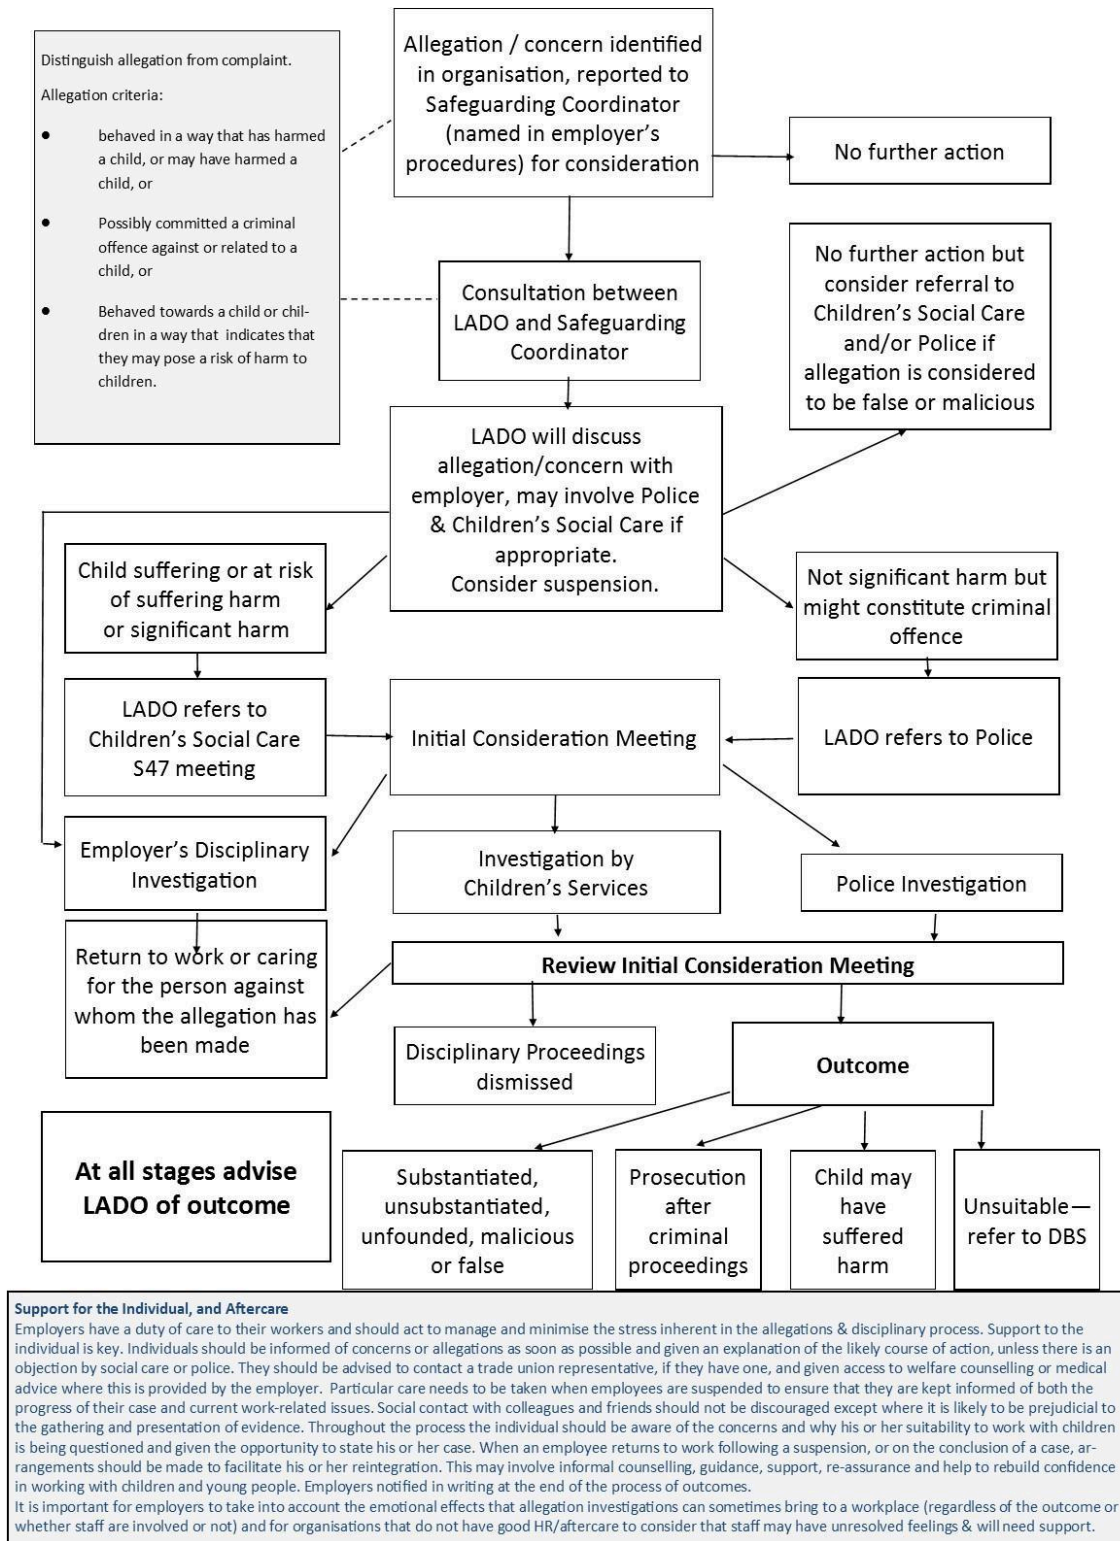 Distinguish allegation from complaint.
Allegation criteria:
● behaved in a way that has harmed
a child, or may have harmed a
child, or
● Possibly committed a criminal
offence against or related to a
child, or
● Behaved towards a child or chil-
dren in a way that indicates that
they may pose a risk of harm to
children.
Allegation / concern identified
in organisation, reported to
Safeguarding Coordinator
(named in employer's
procedures) for consideration
No further action
Consultation between
LADO and Safeguarding
Coordinator
No further action but
consider referral to
Children's Social Care
and/or Police if
allegation is considered
to be false or malicious
LADO will discuss
allegation/concern with
employer, may involve Police
& Children's Social Care if
appropriate.
Consider suspension.
Child suffering or at risk
of suffering harm
or significant harm
Not significant harm but
might constitute criminal
offence
LADO refers to
Children's Social Care
S47 meeting
Initial Consideration Meeting
LADO refers to Police
Employer's Disciplinary
Investigation
Investigation by
Children's Services
Police Investigation
Return to work or caring
for the person against
whom the allegation has
been made
Review Initial Consideration Meeting
Disciplinary Proceedings
dismissed
Outcome
At all stages advise
LADO of outcome
Substantiated,
unsubstantiated,
unfounded, malicious
or false
Prosecution
after
criminal
proceedings
Child may
have
suffered
harm
Unsuitable—
refer to DBS
Support for the Individual, and Aftercare
Employers have a duty of care to their workers and should act to manage and minimise the stress inherent in the allegations & disciplinary process. Support to the
individual is key. Individuals should be informed of concerns or allegations as soon as possible and given an explanation of the likely course of action, unless there is an
objection by social care or police. They should be advised to contact a trade union representative, if they have one, and given access to welfare counselling or medical
advice where this is provided by the employer. Particular care needs to be taken when employees are suspended to ensure that they are kept informed of both the
progress of their case and current work-related issues. Social contact with colleagues and friends should not be discouraged except where it is likely to be prejudicial to
the gathering and presentation of evidence. Throughout the process the individual should be aware of the concerns and why his or her suitability to work with children
is being questioned and given the opportunity to state his or her case. When an employee returns to work following a suspension, or on the conclusion of a case, ar-
rangements should be made to facilitate his or her reintegration. This may involve informal counselling, guidance, support, re-assurance and help to rebuild confidence
in working with children and young people. Employers notified in writing at the end of the process of outcomes.
It is important for employers to take into account the emotional effects that allegation investigations can sometimes bring to a workplace (regardless of the outcome or
whether staff are involved or not) and for organisations that do not have good HR/aftercare to consider that staff may have unresolved feelings & will need support.